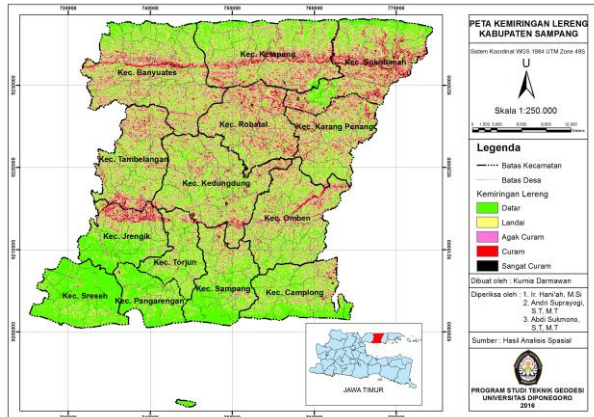 PETA KEMIRINGAN LERENG
KABUPATEN SAMPANG
Sistem Koordinat WGS 1984 UTM Zone 49S
U
Skala 1:250.000
Meters
Legenda
Batas Kecamatan
Batas Desa
Kemiringan Lereng
Datar
Landai
Agak Curam
Curam
Sangat Curam
Dibuat oleh : Kurnia Darmawan
Diperiksa oleh : 1. Ir. Hani'ah, M.Si
2. Andri Suprayogi,
S.T, M.T
3. Abdi Sukmono,
S.T, M.T
Sumber : Hasil Analisis Spasial
PROGRAM STUDI TEKNIK GEODESI
UNIVERSITAS DIPONEGORO
2016
Kec. Ketapang
Kec. Banyuates
Kec. Sokobanah
Kec. Robatal
Kec. Karang Penang
Kec. Tambelangan
Kec. Kedungdung
Kec. Omben
Kec. Jrengik
Kec. Torjun
Kec. Sreseh
Kec. Pangarengan
Kec. Sampang
Kec. Camplong
JAWA TIMUR